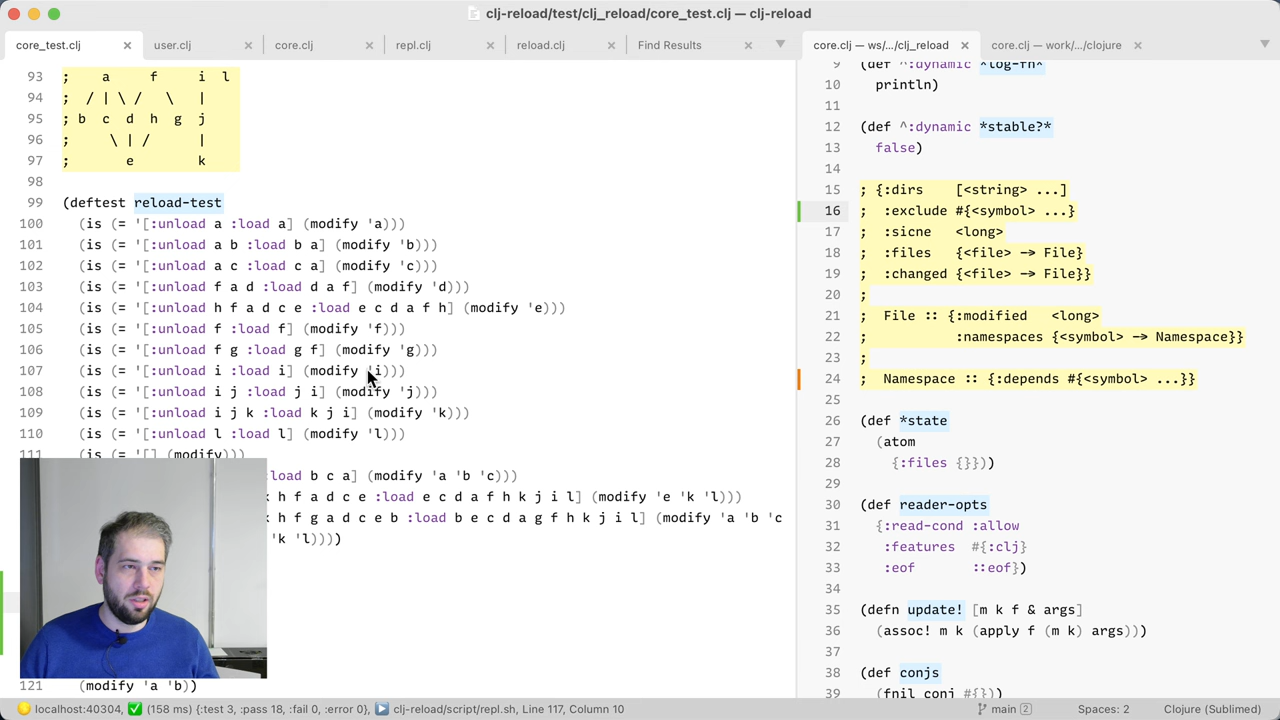 clj-reload/test/clj_reload/core_test.clj — clj-reload
core_test.clj × user.clj × core.clj × repl.clj × reload.clj × Find Results ×
93 ;    a     f     i  l
94 ;  / | \ /   \   |
95 ; b  c  d  h  g  j
96 ;     \ | /      |
97 ;       e      k
98
99 (deftest reload-test
100   (is (= '[:unload a :load a] (modify 'a)))
101   (is (= '[:unload a b :load b a] (modify 'b)))
102   (is (= '[:unload a c :load c a] (modify 'c)))
103   (is (= '[:unload f a d :load d a f] (modify 'd)))
104   (is (= '[:unload h f a d c e :load e c d a f h] (modify 'e)))
105   (is (= '[:unload f :load f] (modify 'f)))
106   (is (= '[:unload f g :load g f] (modify 'g)))
107   (is (= '[:unload i :load i] (modify 'i)))
108   (is (= '[:unload i j :load j i] (modify 'j)))
109   (is (= '[:unload i j k :load k j i] (modify 'k)))
110   (is (= '[:unload l :load l] (modify 'l)))
111   (is (= '[] (modify)))
load b c a] (modify 'a 'b 'c)))
h f a d c e :load e c d a f h k j i l] (modify 'e 'k 'l)))
h f g a d c e b :load b e c d a g f h k j i l] (modify 'a 'b 'c
'k 'l))))
121   (modify 'a 'b))
core.clj — ws/.../clj_reload × core.clj — work/.../clojure ×
9 (def ^:dynamic *log-fn*
10   println)
11
12 (def ^:dynamic *stable?*
13   false)
14
15 ; {:dirs    [<string> ...]
16 ;  :exclude #{<symbol> ...}
17 ;  :sicne   <long>
18 ;  :files   {<file> -> File}
19 ;  :changed {<file> -> File}}
20 ;
21 ;  File :: {:modified   <long>
22 ;           :namespaces {<symbol> -> Namespace}}
23 ;
24 ;  Namespace :: {:depends #{<symbol> ...}}
25
26 (def *state
27   (atom
28     {:files {}}))
29
30 (def reader-opts
31   {:read-cond :allow
32    :features  #{:clj}
33    :eof       ::eof})
34
35 (defn update! [m k f & args]
36   (assoc! m k (apply f (m k) args)))
37
38 (def conjs
39   (fnil conj #{}))
localhost:40304, ✅ (158 ms) {:test 3, :pass 18, :fail 0, :error 0}, ▶ clj-reload/script/repl.sh, Line 117, Column 10 main 2 Spaces: 2 Clojure (Sublimed)